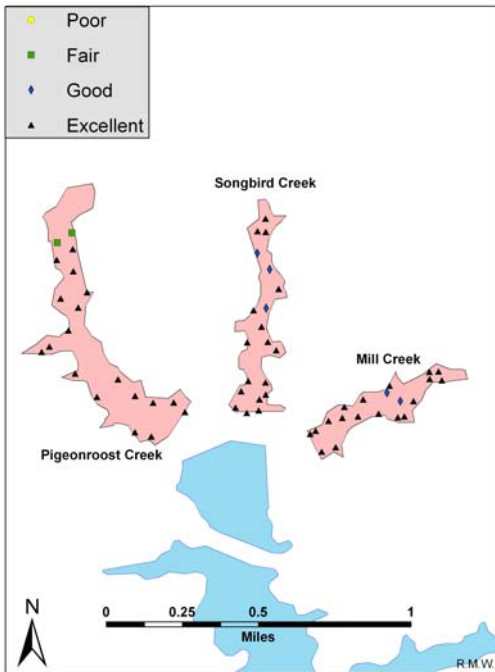 Poor
Fair
Good
Excellent
Songbird Creek
Mill Creek
Pigeonroost Creek
N
0 0.25 0.5 1
Miles
R.M.W.